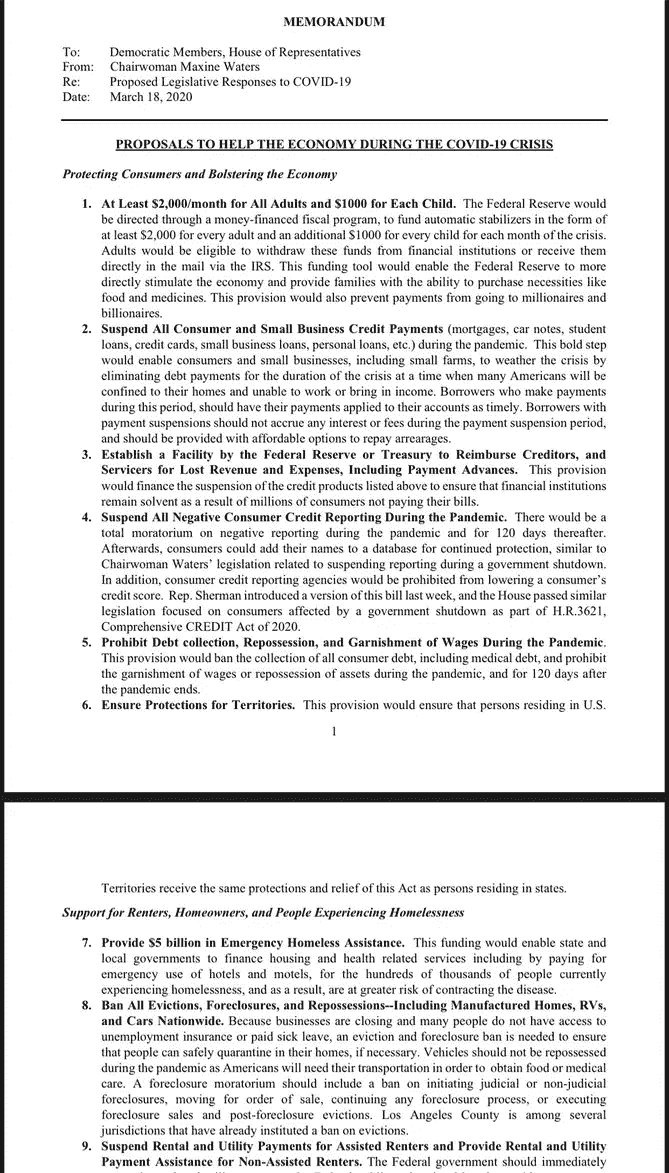 MEMORANDUM
To: Democratic Members, House of Representatives
From: Chairwoman Maxine Waters
Re: Proposed Legislative Responses to COVID-19
Date: March 18, 2020
PROPOSALS TO HELP THE ECONOMY DURING THE COVID-19 CRISIS
Protecting Consumers and Bolstering the Economy
1. At Least $2,000/month for All Adults and $1000 for Each Child. The Federal Reserve would
be directed through a money-financed fiscal program, to fund automatic stabilizers in the form of
at least $2,000 for every adult and an additional $1000 for every child for each month of the crisis.
Adults would be eligible to withdraw these funds from financial institutions or receive them
directly in the mail via the IRS. This funding tool would enable the Federal Reserve to more
directly stimulate the economy and provide families with the ability to purchase necessities like
food and medicines. This provision would also prevent payments from going to millionaires and
billionaires.
2. Suspend All Consumer and Small Business Credit Payments (mortgages, car notes, student
loans, credit cards, small business loans, personal loans, etc.) during the pandemic. This bold step
would enable consumers and small businesses, including small farms, to weather the crisis by
eliminating debt payments for the duration of the crisis at a time when many Americans will be
confined to their homes and unable to work or bring in income. Borrowers who make payments
during this period, should have their payments applied to their accounts as timely. Borrowers with
payment suspensions should not accrue any interest or fees during the payment suspension period,
and should be provided with affordable options to repay arrearages.
3. Establish a Facility by the Federal Reserve or Treasury to Reimburse Creditors, and
Servicers for Lost Revenue and Expenses, Including Payment Advances. This provision
would finance the suspension of the credit products listed above to ensure that financial institutions
remain solvent as a result of millions of consumers not paying their bills.
4. Suspend All Negative Consumer Credit Reporting During the Pandemic. There would be a
total moratorium on negative reporting during the pandemic and for 120 days thereafter.
Afterwards, consumers could add their names to a database for continued protection, similar to
Chairwoman Waters’ legislation related to suspending reporting during a government shutdown.
In addition, consumer credit reporting agencies would be prohibited from lowering a consumer’s
credit score. Rep. Sherman introduced a version of this bill last week, and the House passed similar
legislation focused on consumers affected by a government shutdown as part of H.R.3621,
Comprehensive CREDIT Act of 2020.
5. Prohibit Debt collection, Repossession, and Garnishment of Wages During the Pandemic.
This provision would ban the collection of all consumer debt, including medical debt, and prohibit
the garnishment of wages or repossession of assets during the pandemic, and for 120 days after
the pandemic ends.
6. Ensure Protections for Territories. This provision would ensure that persons residing in U.S.
1
Territories receive the same protections and relief of this Act as persons residing in states.
Support for Renters, Homeowners, and People Experiencing Homelessness
7. Provide $5 billion in Emergency Homeless Assistance. This funding would enable state and
local governments to finance housing and health related services including by paying for
emergency use of hotels and motels, for the hundreds of thousands of people currently
experiencing homelessness, and as a result, are at greater risk of contracting the disease.
8. Ban All Evictions, Foreclosures, and Repossessions--Including Manufactured Homes, RVs,
and Cars Nationwide. Because businesses are closing and many people do not have access to
unemployment insurance or paid sick leave, an eviction and foreclosure ban is needed to ensure
that people can safely quarantine in their homes, if necessary. Vehicles should not be repossessed
during the pandemic as Americans will need their transportation in order to obtain food or medical
care. A foreclosure moratorium should include a ban on initiating judicial or non-judicial
foreclosures, moving for order of sale, continuing any foreclosure process, or executing
foreclosure sales and post-foreclosure evictions. Los Angeles County is among several
jurisdictions that have already instituted a ban on evictions.
9. Suspend Rental and Utility Payments for Assisted Renters and Provide Rental and Utility
Payment Assistance for Non-Assisted Renters. The Federal government should immediately